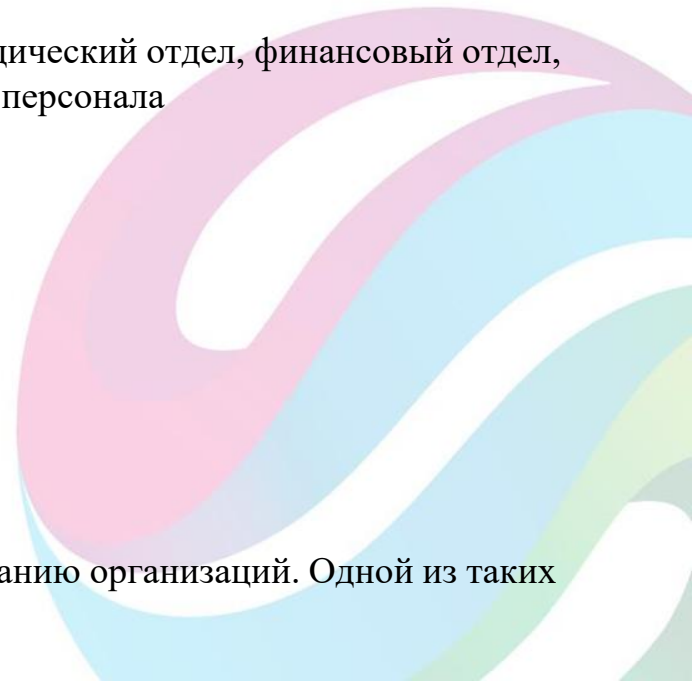 дический отдел, финансовый отдел,
персонала
анию организаций. Одной из таких